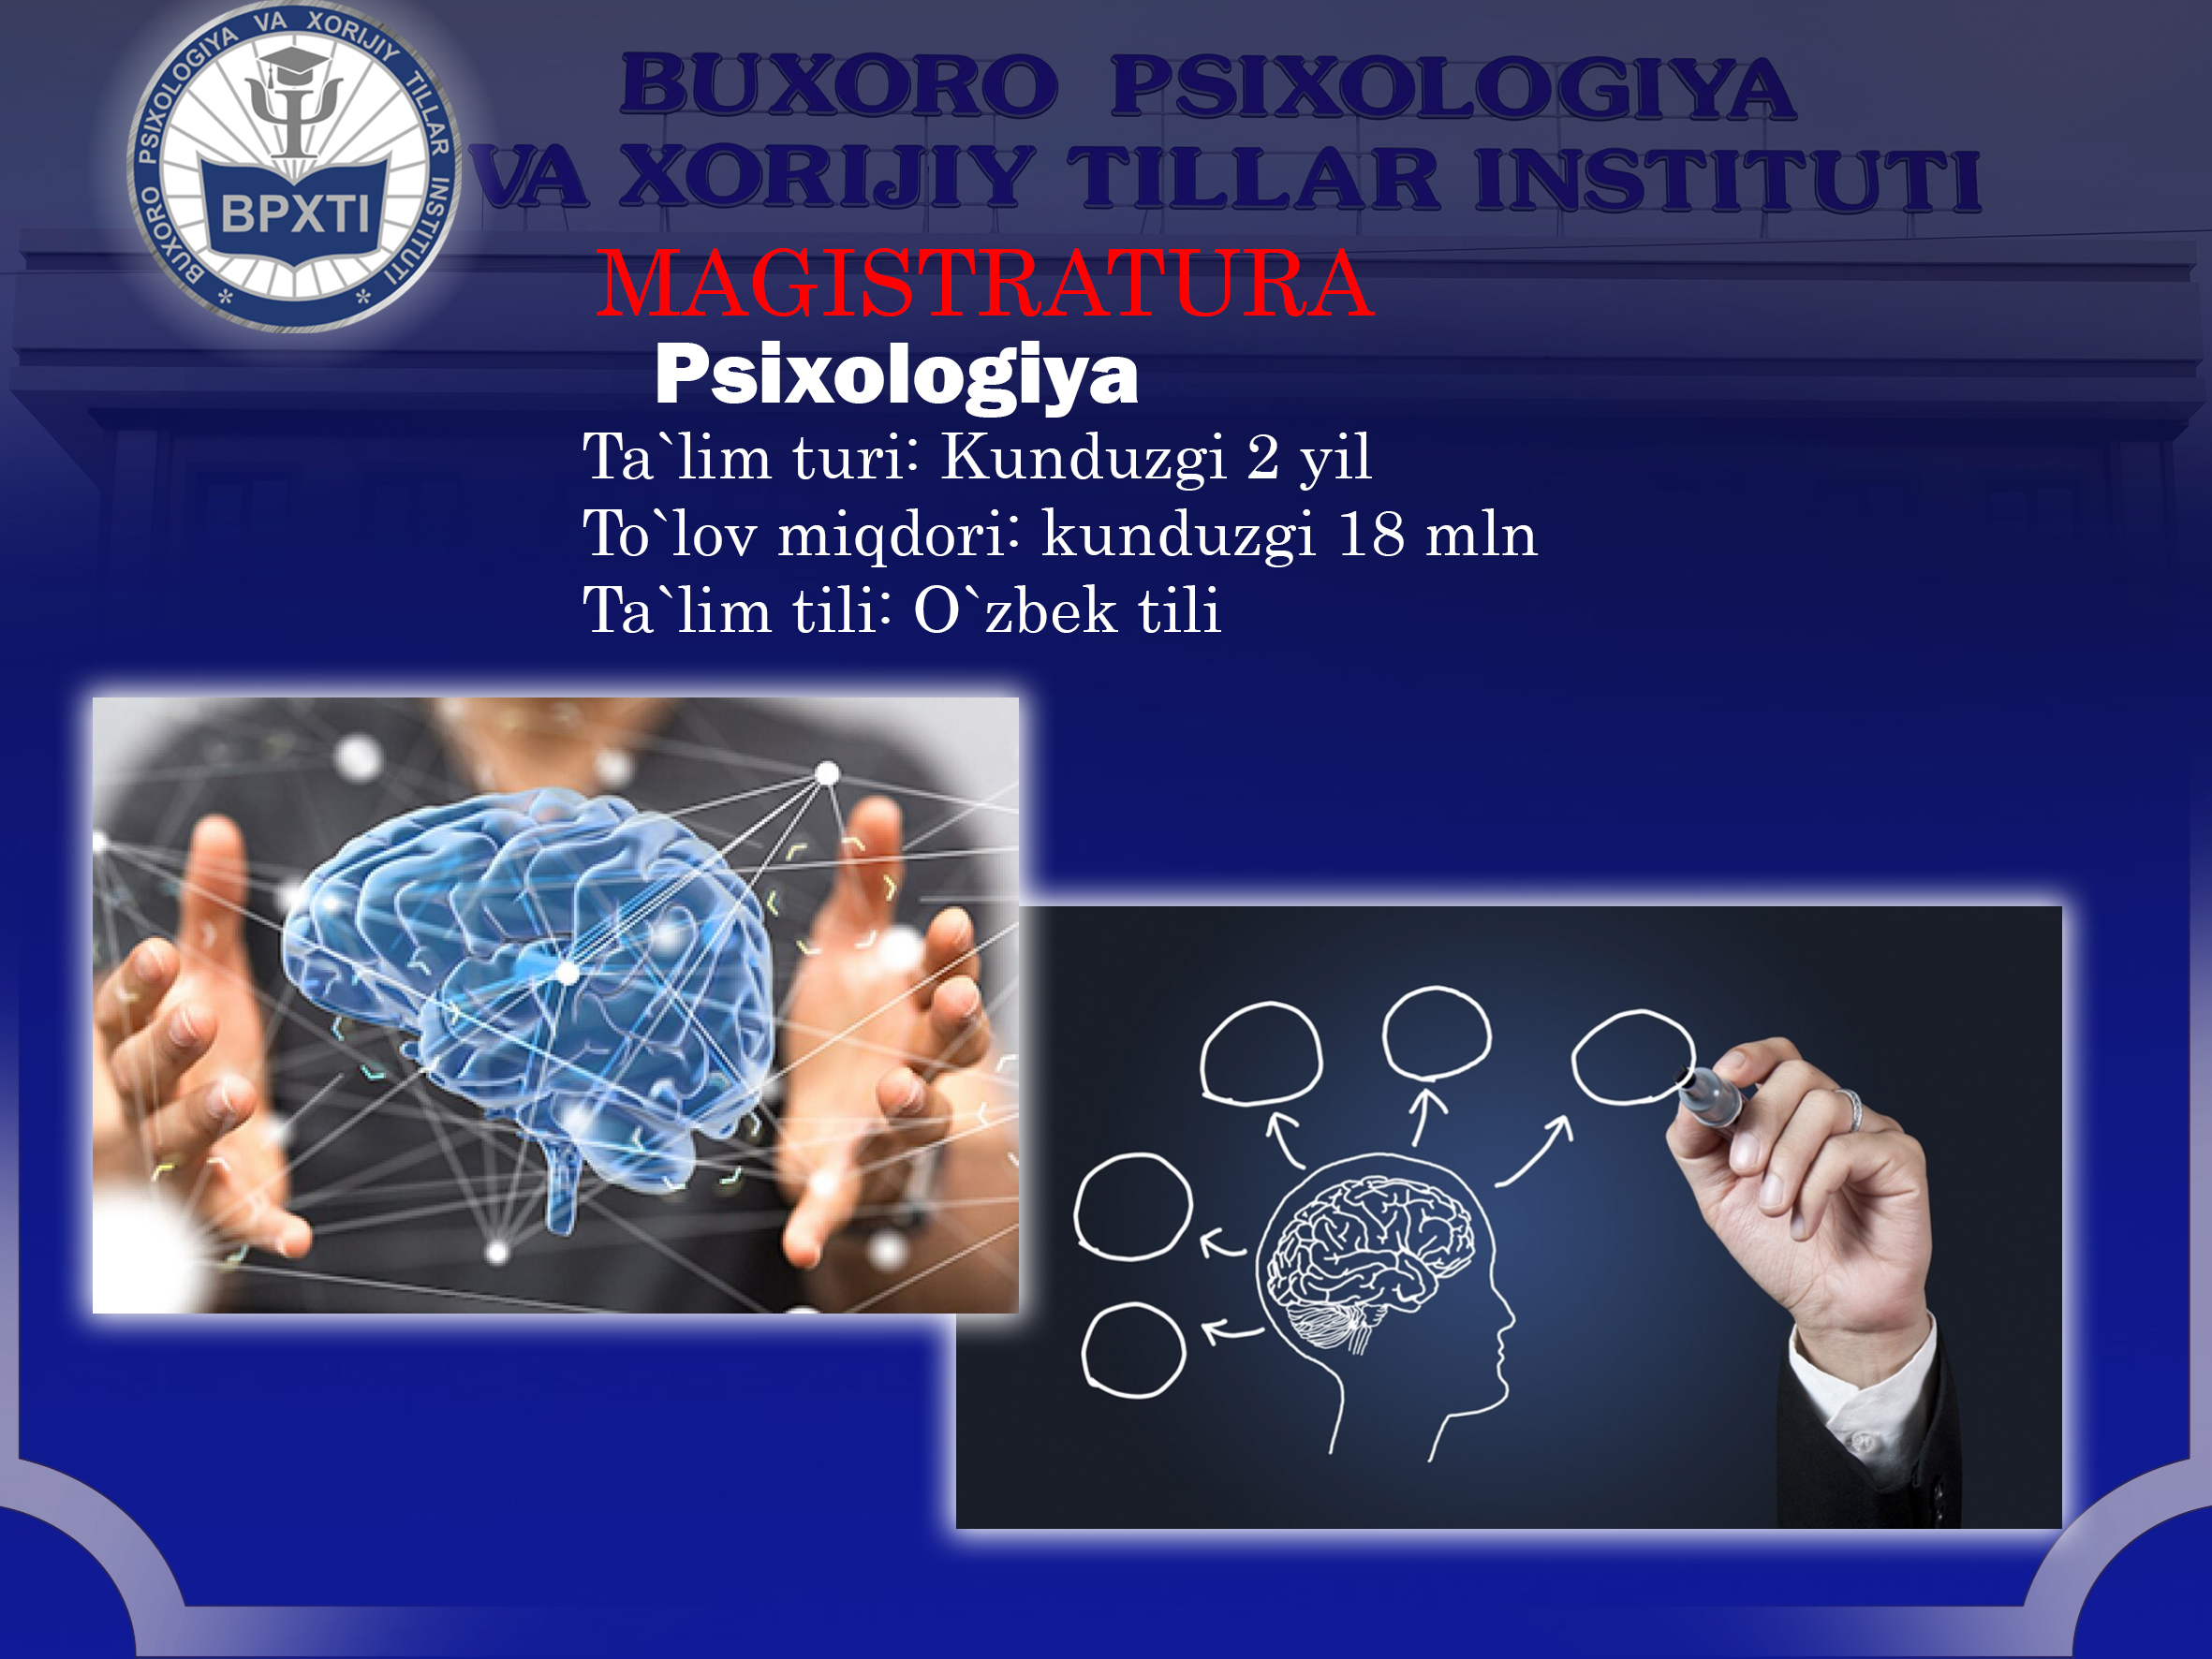 BUXORO PSIXOLOGIYA VA XORIJIY TILLAR INSTITUTI
BPXTI
BUXORO PSIXOLOGIYA
VA XORIJIY TILLAR INSTITUTI
MAGISTRATURA
Psixologiya
Ta`lim turi: Kunduzgi 2 yil
To`lov miqdori: kunduzgi 18 mln
Ta`lim tili: O`zbek tili